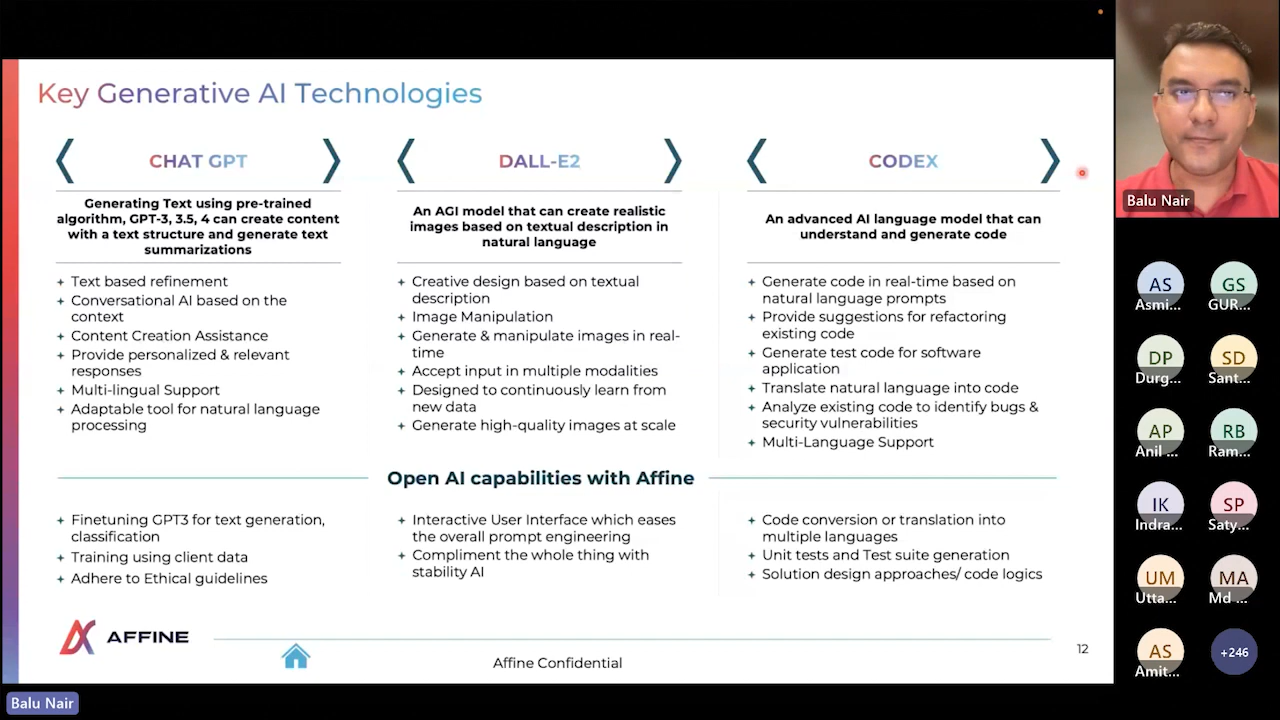 Key Generative AI Technologies
CHAT GPT
Generating Text using pre-trained
algorithm, GPT-3, 3.5, 4 can create content
with a text structure and generate text
summarizations
+ Text based refinement
+ Conversational AI based on the
context
+ Content Creation Assistance
+ Provide personalized & relevant
responses
+ Multi-lingual Support
+ Adaptable tool for natural language
processing
DALL-E2
An AGI model that can create realistic
images based on textual description in
natural language
+ Creative design based on textual
description
+ Image Manipulation
+ Generate & manipulate images in real-
time
+ Accept input in multiple modalities
+ Designed to continuously learn from
new data
+ Generate high-quality images at scale
CODEX
An advanced AI language model that can
understand and generate code
+ Generate code in real-time based on
natural language prompts
+ Provide suggestions for refactoring
existing code
+ Generate test code for software
application
+ Translate natural language into code
+ Analyze existing code to identify bugs &
security vulnerabilities
+ Multi-Language Support
Open AI capabilities with Affine
+ Finetuning GPT3 for text generation,
classification
+ Training using client data
+ Adhere to Ethical guidelines
+ Interactive User Interface which eases
the overall prompt engineering
+ Compliment the whole thing with
stability AI
+ Code conversion or translation into
multiple languages
+ Unit tests and Test suite generation
+ Solution design approaches/ code logics
AFFINE
Affine Confidential
12
Balu Nair
Balu Nair
AS
Asmi...
GS
GUR...
DP
Durg...
SD
Sant...
AP
Anil ...
RB
Ram...
IK
Indra...
SP
Saty...
UM
Utta...
MA
Md ...
AS
Amit...
+246